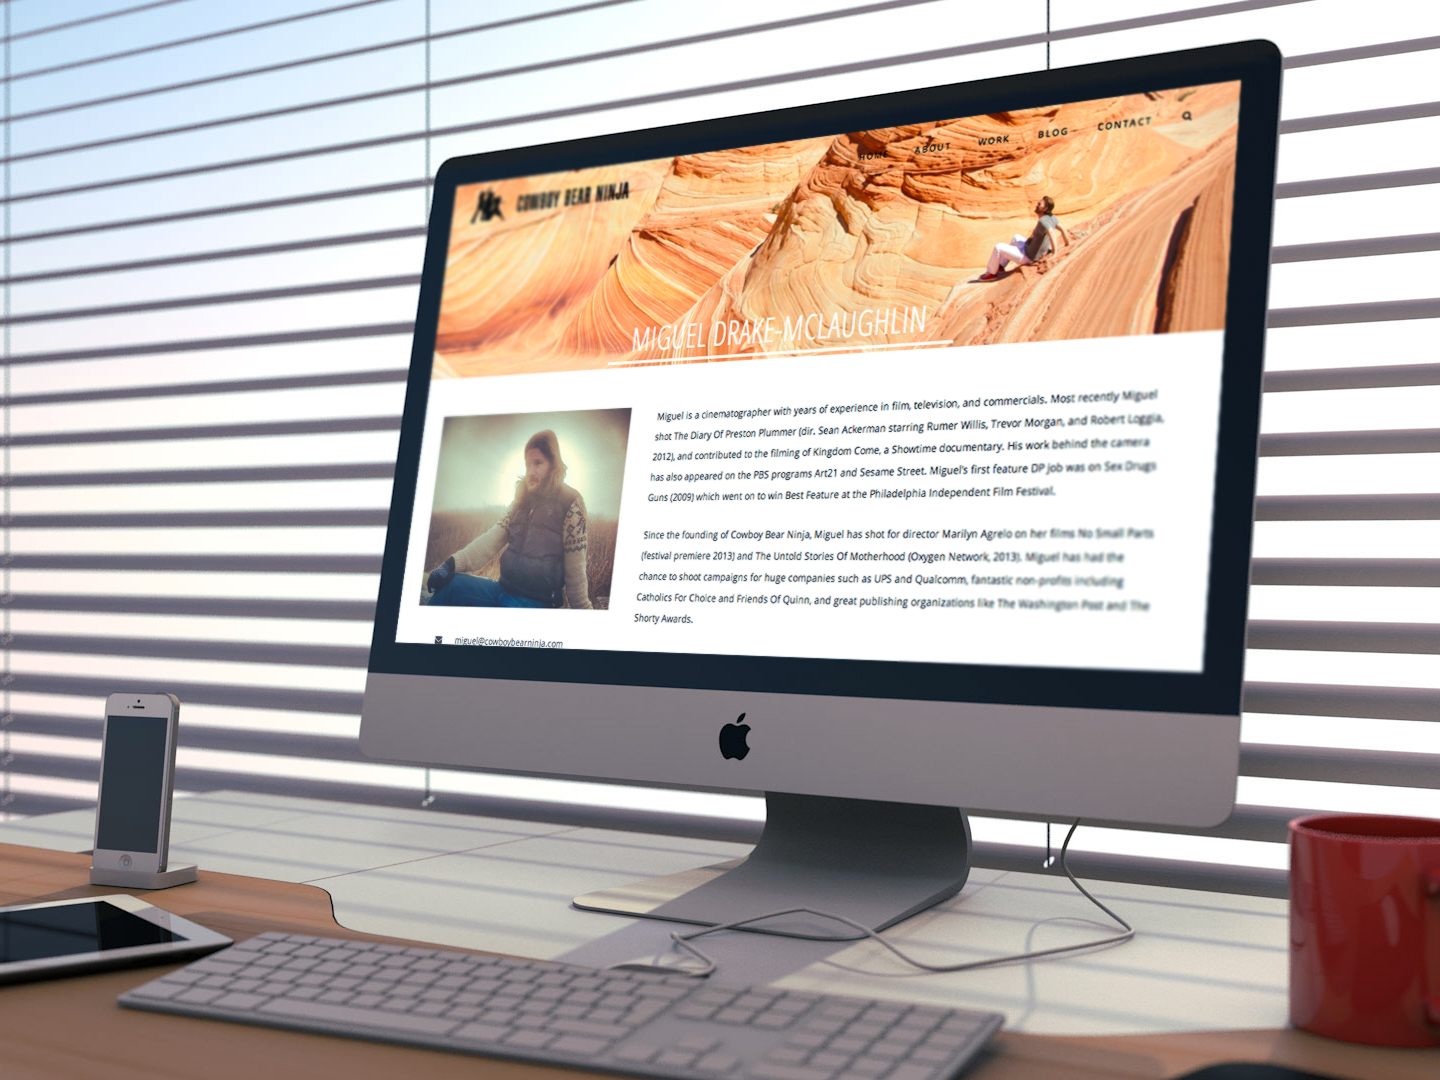 COWBOY BEAR NINJA
HOME ABOUT WORK BLOG CONTACT
MIGUEL DRAKE-MCLAUGHLIN
Miguel is a cinematographer with years of experience in film, television, and commercials. Most recently Miguel
shot The Diary Of Preston Plummer (dir. Sean Ackerman starring Rumer Willis, Trevor Morgan, and Robert Loggia,
2012), and contributed to the filming of Kingdom Come, a Showtime documentary. His work behind the camera
has also appeared on the PBS programs Art21 and Sesame Street. Miguel's first feature DP job was on Sex Drugs
Guns (2009) which went on to win Best Feature at the Philadelphia Independent Film Festival.
Since the founding of Cowboy Bear Ninja, Miguel has shot for director Marilyn Agrelo on her films No Small Parts
(festival premiere 2013) and The Untold Stories Of Motherhood (Oxygen Network, 2013). Miguel has had the
chance to shoot campaigns for huge companies such as UPS and Qualcomm, fantastic non-profits including
Catholics For Choice and Friends Of Quinn, and great publishing organizations like The Washington Post and The
Shorty Awards.
miguel@cowboybearninja.com